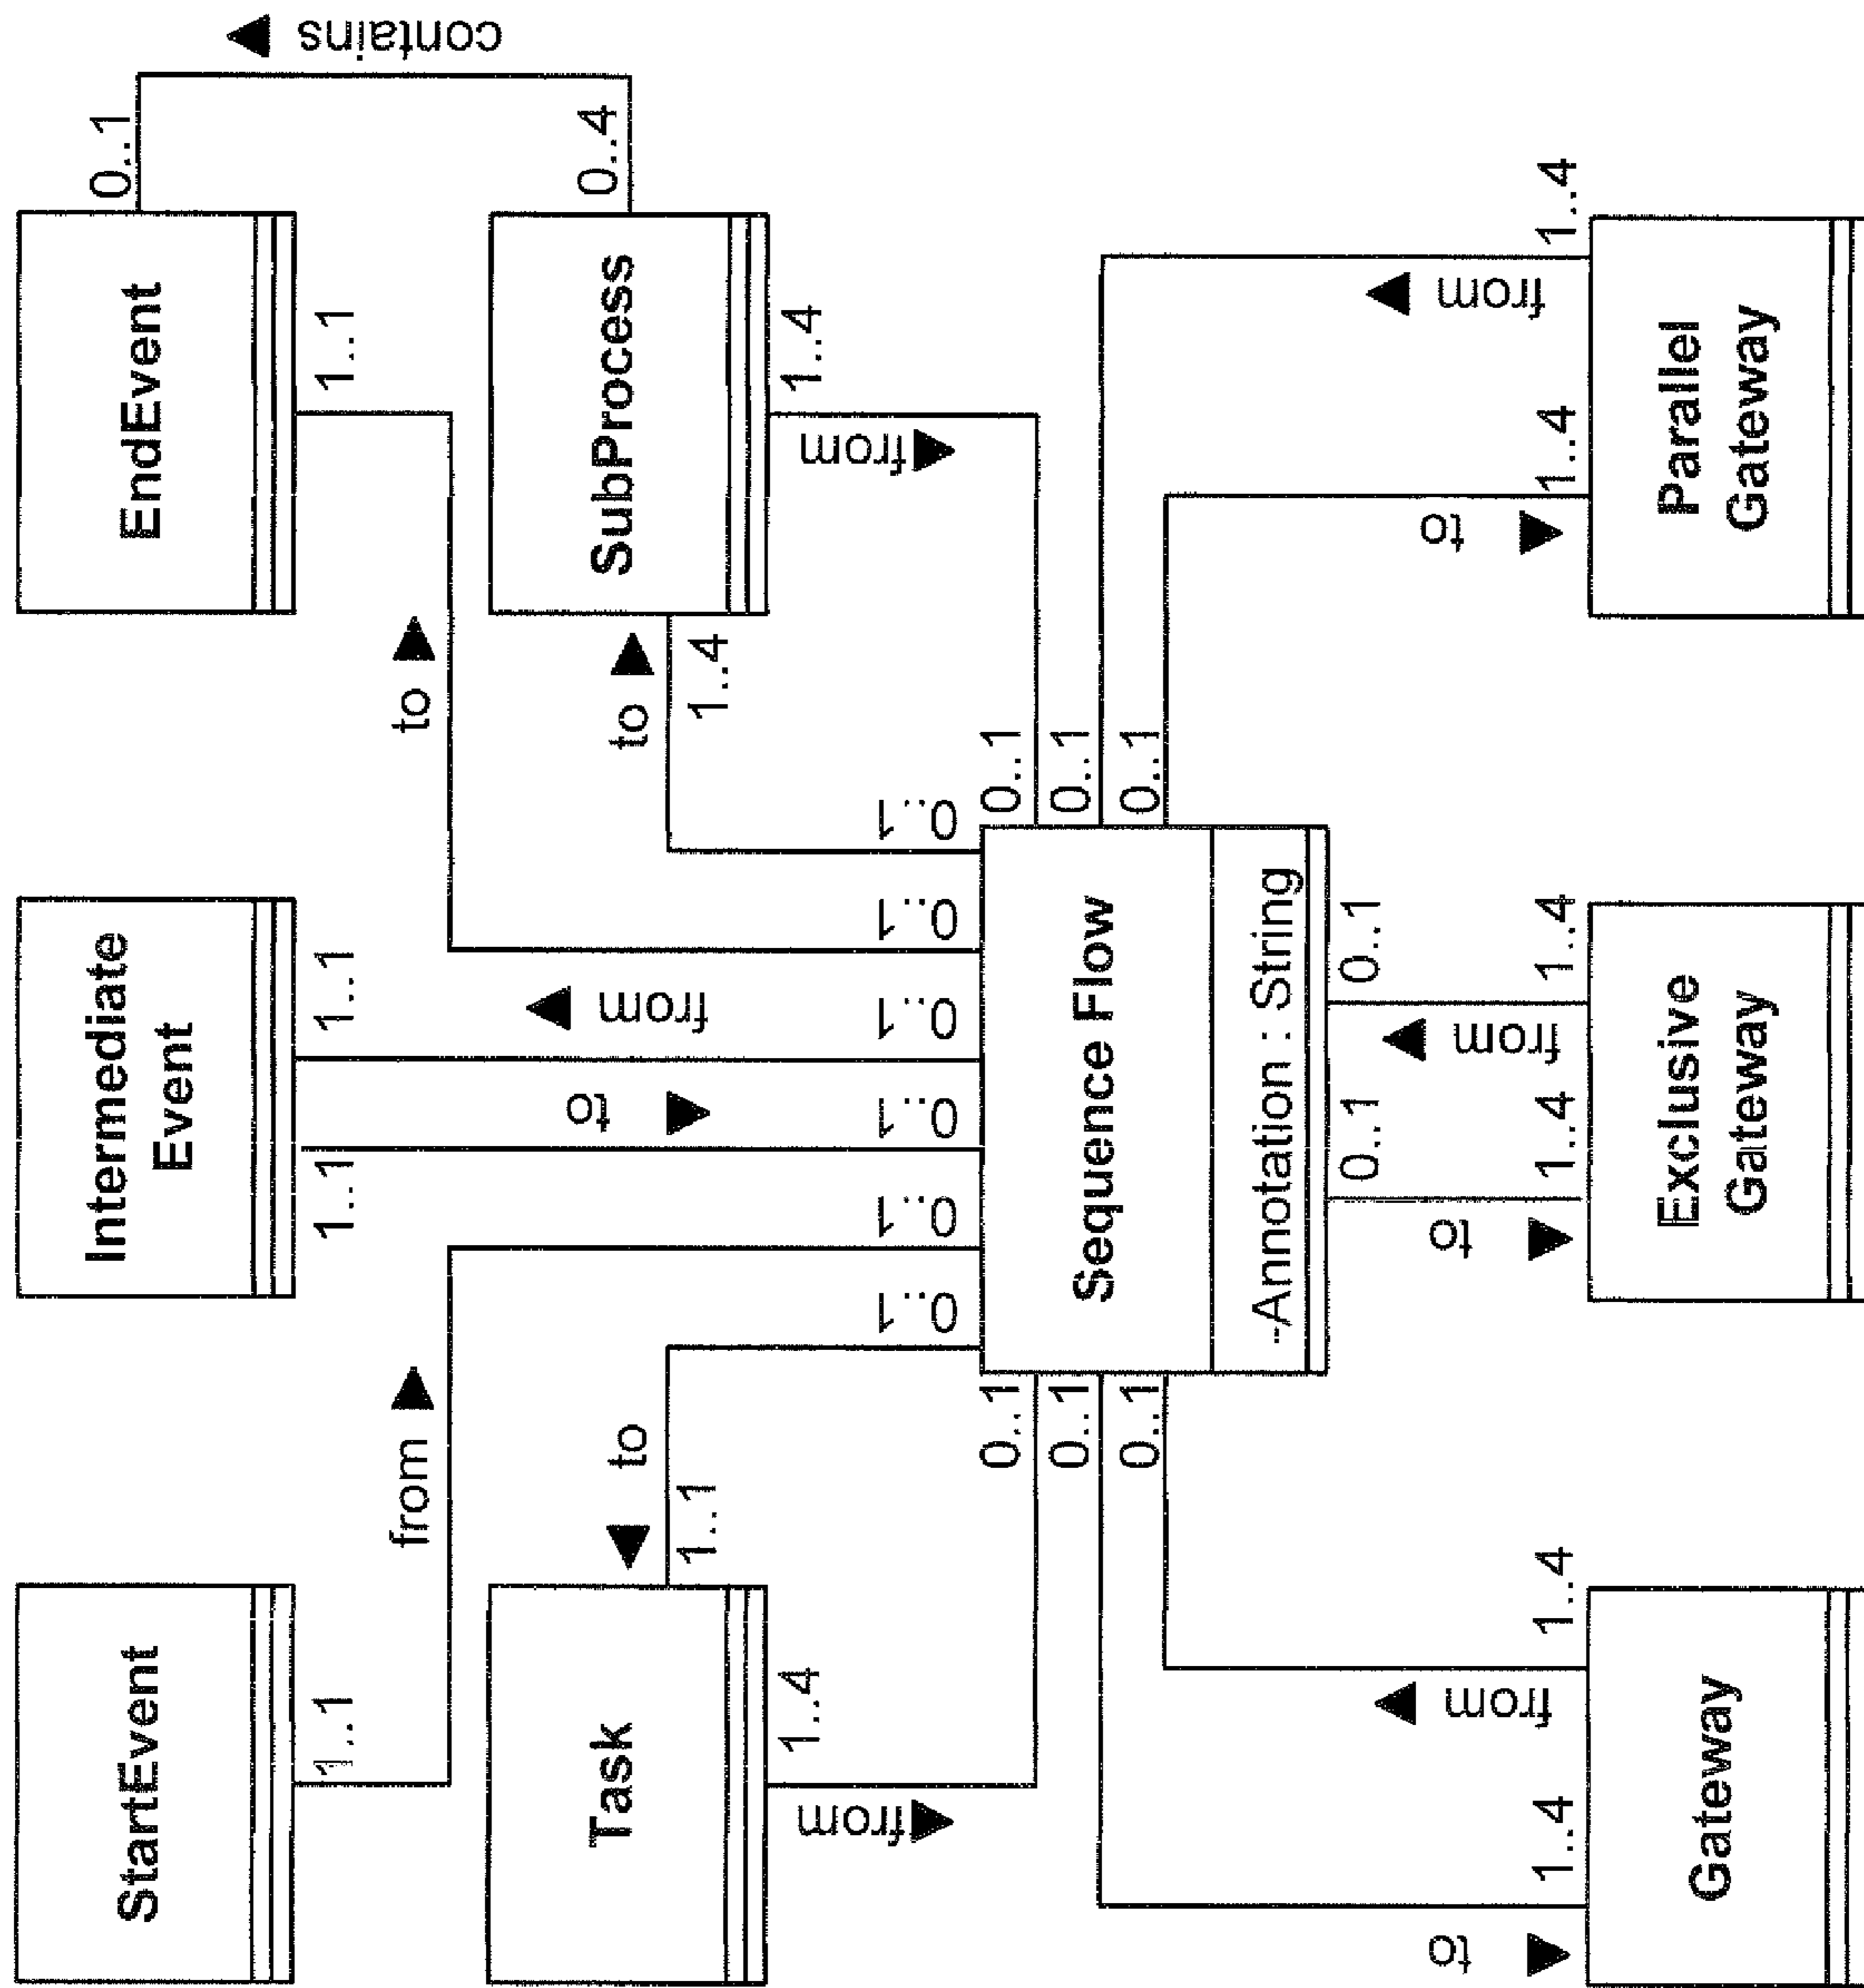 StartEvent
Intermediate
Event
EndEvent
0..1
contains
1..1
1..1
1..1
1..1
from
to
from
to
Task
to
1..1
to
1..4
SubProcess
0..4
1..4
from
1..4
from
0..1
0..1
0..1
0..1
0..1
0..1
0..1
0..1
0..1
Sequence Flow
-Annotation : String
0..1
0..1
0..1
0..1
0..1
to
1..4
from
1..4
to
1..4
from
1..4
to
1..4
from
1..4
Gateway
Exclusive
Gateway
Parallel
Gateway